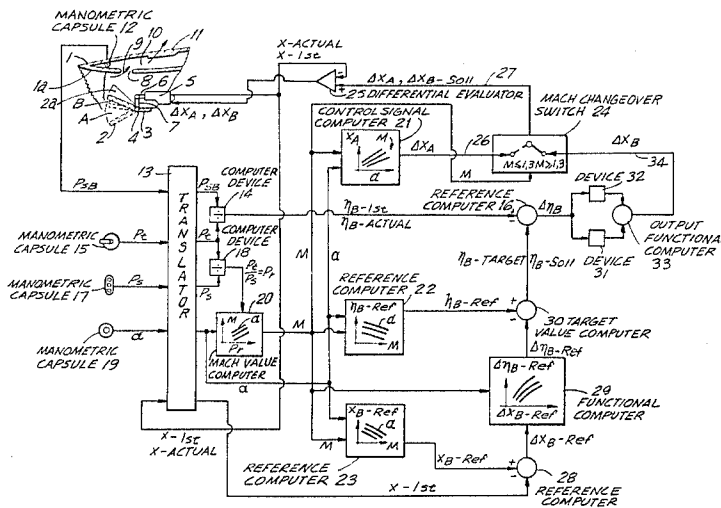 MANOMETRIC
CAPSULE 12
9 10 11
1
1a
2a
8 6 5
B
A
2
4 3 7
ΔXA, ΔXB
X-ACTUAL
X-1st
25 DIFFERENTIAL EVALUATOR
ΔXA, ΔXB-Soll 27
MACH CHANGEOVER
SWITCH 24
M≤1,3 M≥1,3
CONTROL SIGNAL
COMPUTER 21
XA M
a
ΔXA 26
M
ΔXB
34
DEVICE
32
DEVICE
31
OUTPUT
FUNCTIONAL
COMPUTER
33
13
TRANSLATOR
PSB
PSB
COMPUTER
DEVICE
14
Pt
Pt
COMPUTER
DEVICE
18
PS
PS
MANOMETRIC
CAPSULE 15
MANOMETRIC
CAPSULE 17
MANOMETRIC
CAPSULE 19
a
Pt/PS=Pr
20
M a
Pr
MACH VALUE
COMPUTER
M
a
M
a
ηB-1st
ηB-ACTUAL
REFERENCE
COMPUTER 16
ΔηB
ηB-TARGET ηB-Soll
REFERENCE
COMPUTER 22
ηB-Ref
a
M
ηB-Ref
30 TARGET
VALUE COMPUTER
ΔηB-Ref
ΔηB-Ref
ΔXB-Ref
29
FUNCTIONAL
COMPUTER
ΔXB-Ref
XB-Ref
a
M
M
XB-Ref
REFERENCE
COMPUTER 23
28
REFERENCE
COMPUTER
X-1st
X-ACTUAL
X-1st